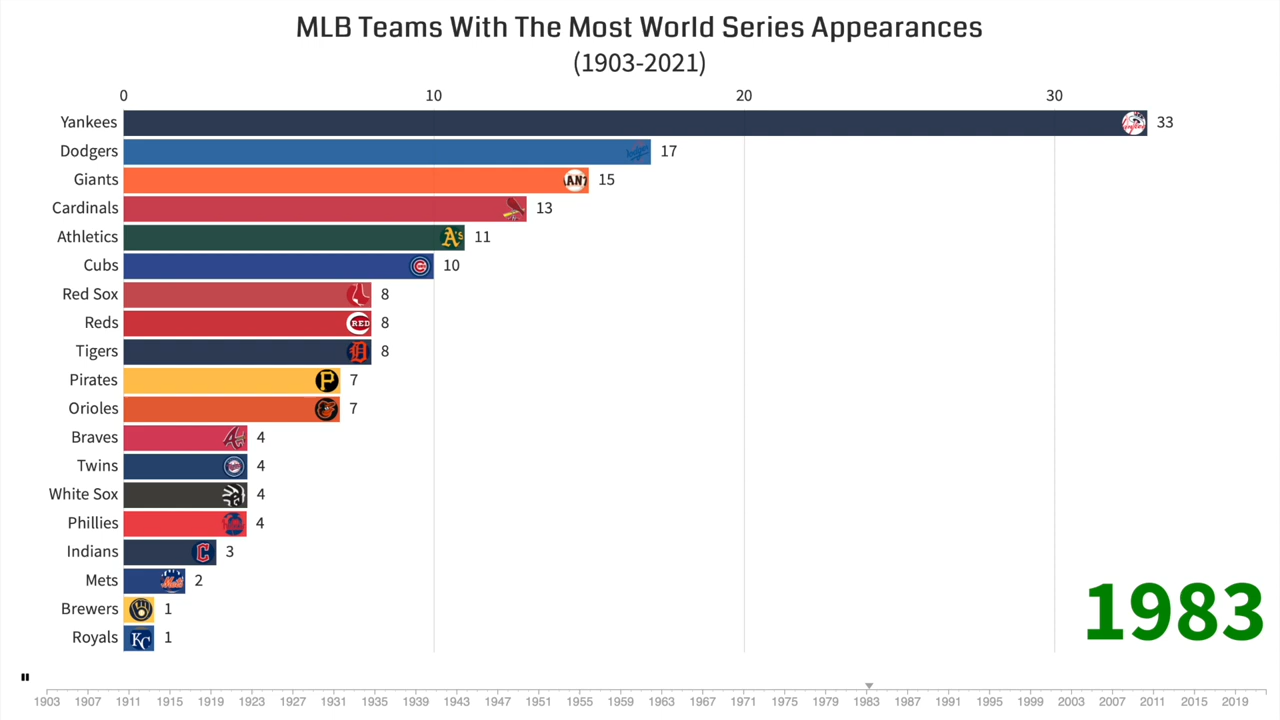 MLB Teams With The Most World Series Appearances
(1903-2021)
0 10 20 30
Yankees 33
Dodgers 17
Giants 15
Cardinals 13
Athletics A's 11
Cubs 10
Red Sox 8
Reds RED 8
Tigers 8
Pirates P 7
Orioles 7
Braves A 4
Twins 4
White Sox 4
Phillies 4
Indians C 3
Mets Mets 2
Brewers 1
Royals KC 1
1983
1903 1907 1911 1915 1919 1923 1927 1931 1935 1939 1943 1947 1951 1955 1959 1963 1967 1971 1975 1979 1983 1987 1991 1995 1999 2003 2007 2011 2015 2019